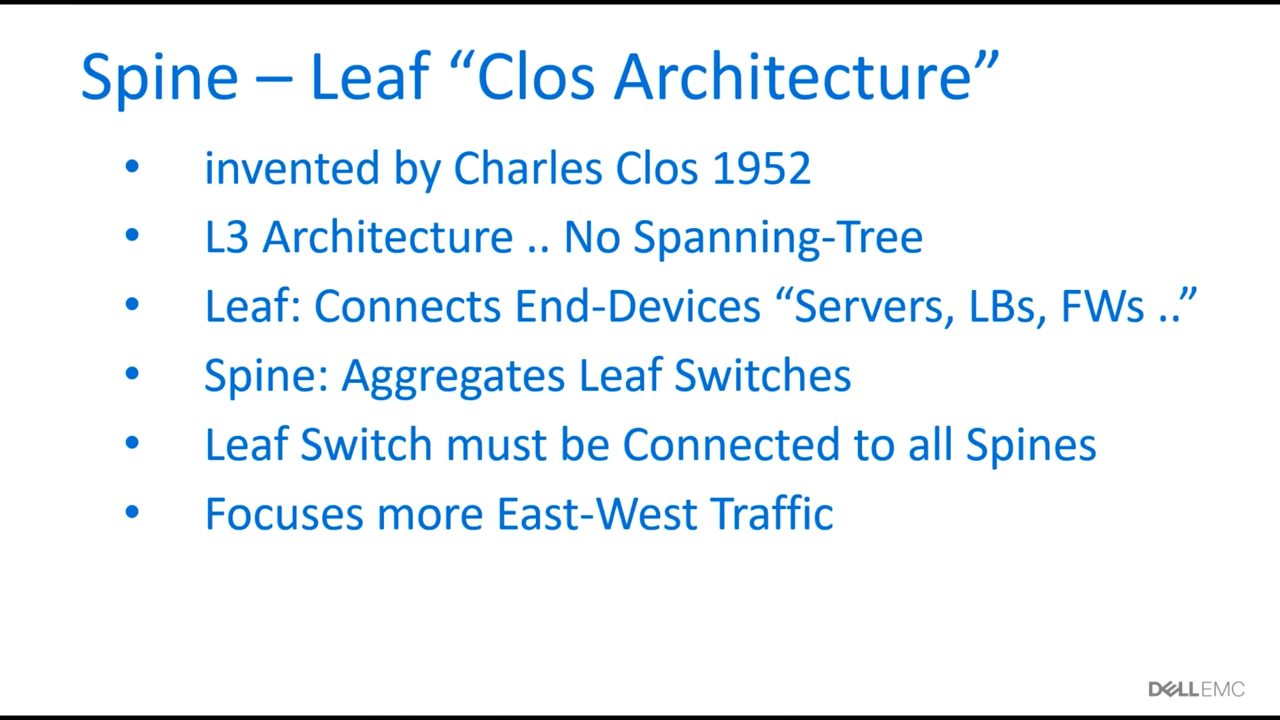 Spine – Leaf “Clos Architecture”
• invented by Charles Clos 1952
• L3 Architecture .. No Spanning-Tree
• Leaf: Connects End-Devices “Servers, LBs, FWs ..”
• Spine: Aggregates Leaf Switches
• Leaf Switch must be Connected to all Spines
• Focuses more East-West Traffic
DELLEMC